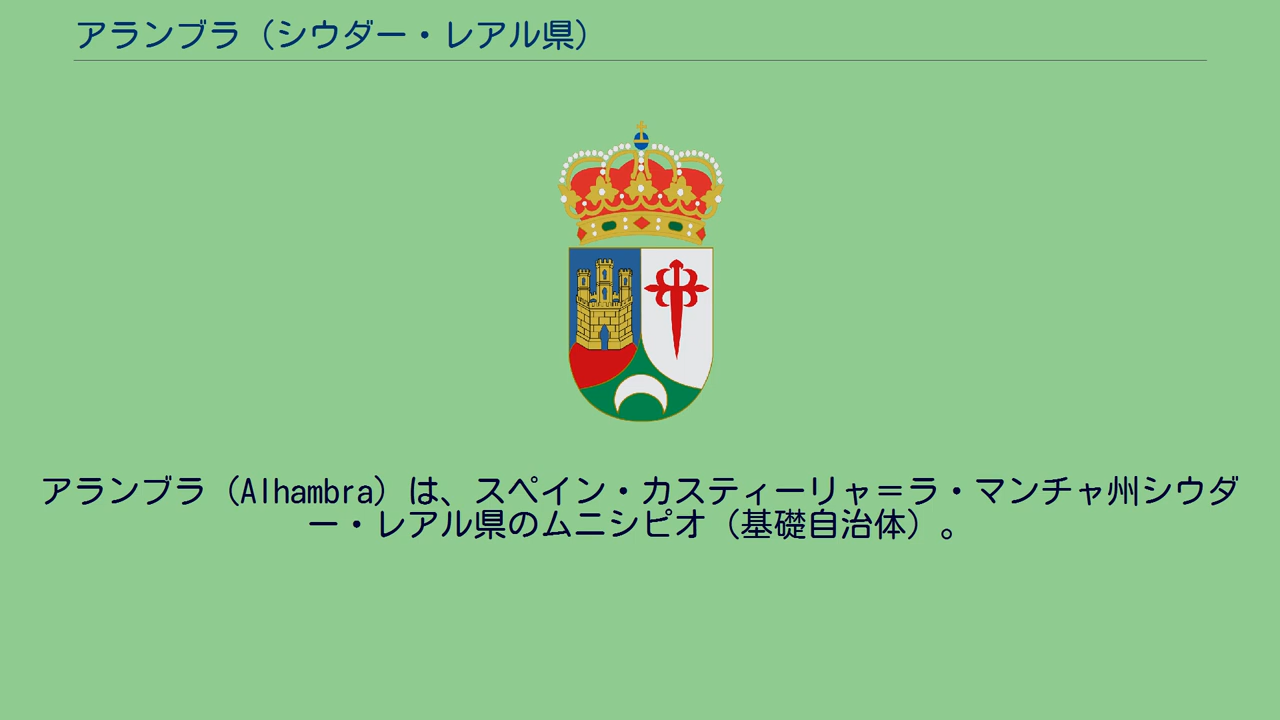 アランブラ（シウダー・レアル県）
アランブラ（Alhambra）は、スペイン・カスティーリャ＝ラ・マンチャ州シウダ
ー・レアル県のムニシピオ（基礎自治体）。